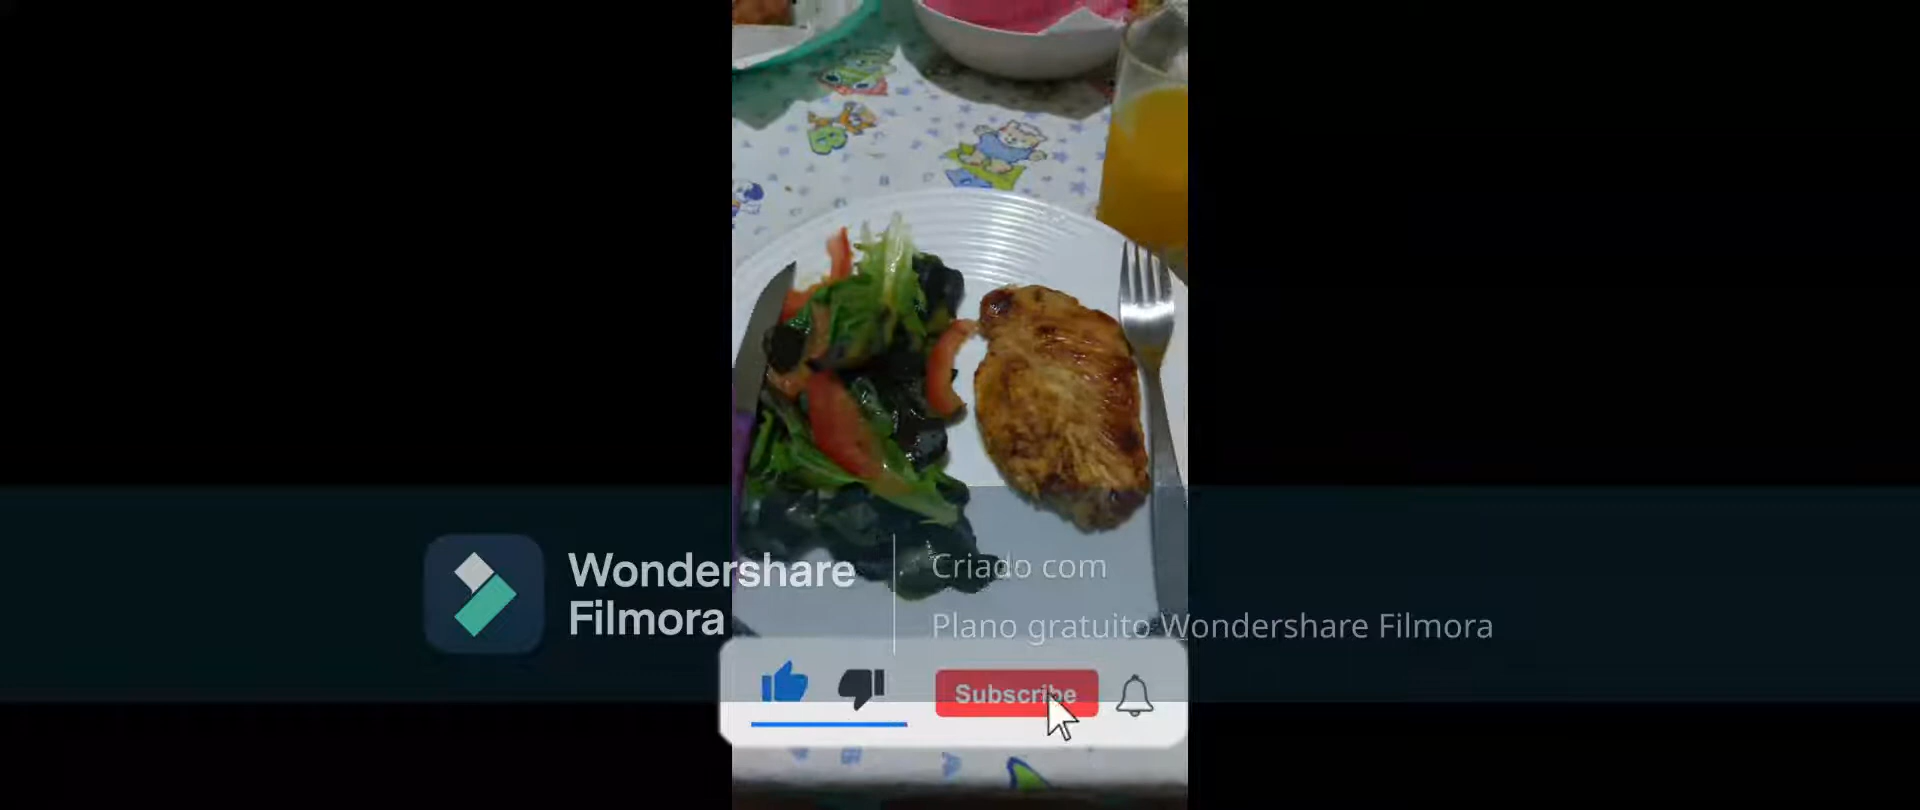 Wondershare
Filmora
Criado com
Plano gratuito Wondershare Filmora
Subscribe
B
A